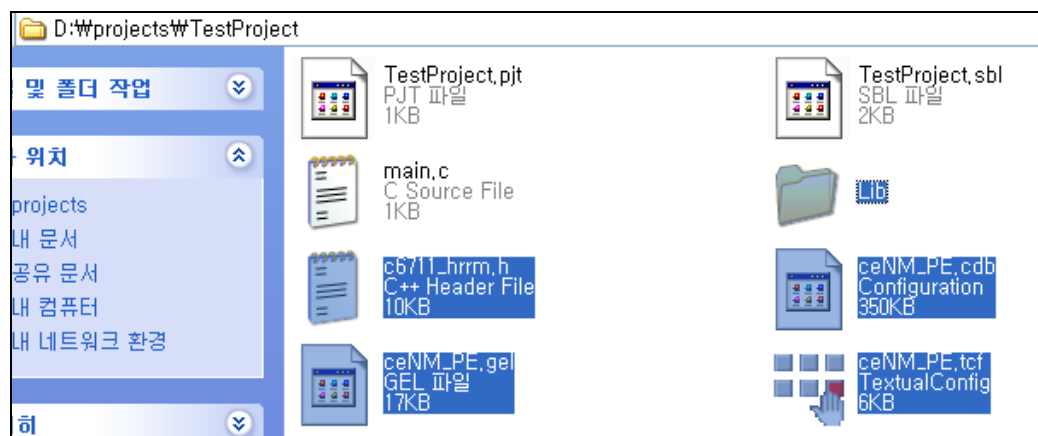 D:₩projects₩TestProject
및 폴더 작업
위치
projects
내 문서
공유 문서
내 컴퓨터
내 네트워크 환경
TestProject.pjt
PJT 파일
1KB
TestProject.sbl
SBL 파일
2KB
main.c
C Source File
1KB
Lib
c6711_hrrm.h
C++ Header File
10KB
ceNM_PE.cdb
Configuration
350KB
ceNM_PE.gel
GEL 파일
17KB
ceNM_PE.tcf
TextualConfig
6KB